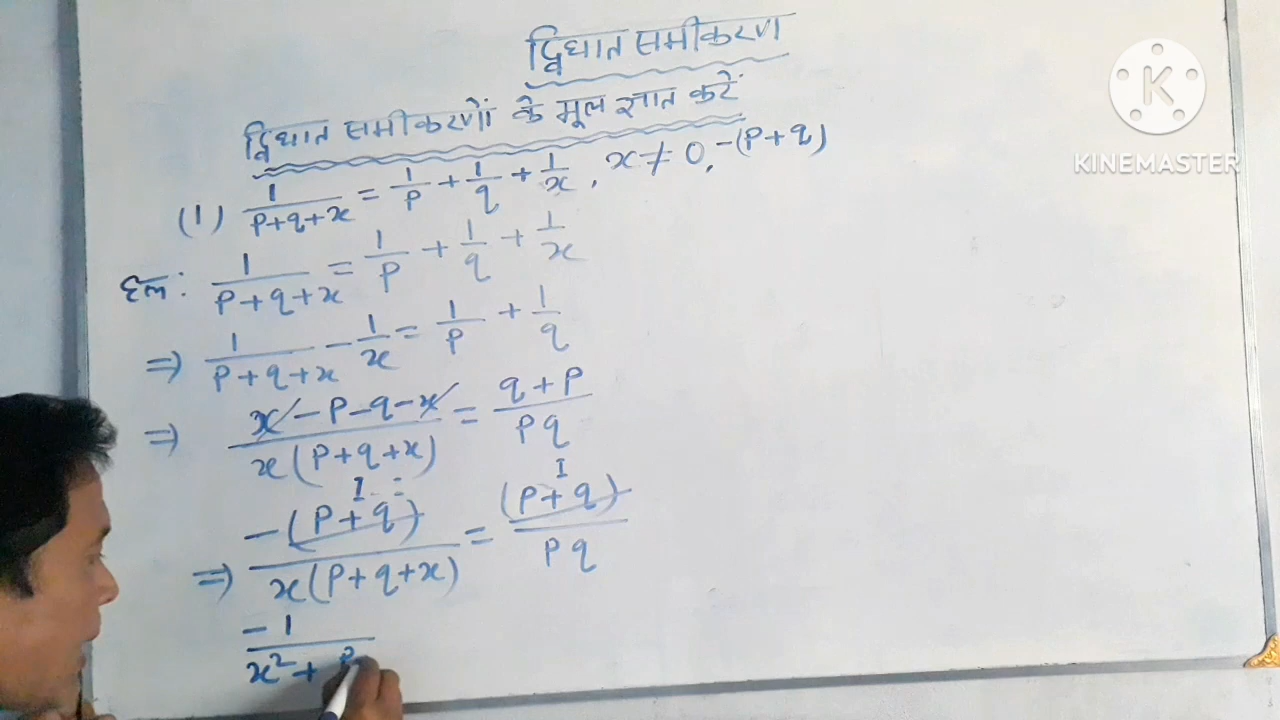 द्विघात समीकरण
द्विघात समीकरणों के मूल ज्ञात करें
(1) 1/(p+q+x) = 1/p + 1/q + 1/x, x ≠ 0, -(p+q)
हल: 1/(p+q+x) = 1/p + 1/q + 1/x
⇒ 1/(p+q+x) - 1/x = 1/p + 1/q
⇒ (x-p-q-x)/(x(p+q+x)) = (q+p)/(pq)
⇒ -(p+q)/(x(p+q+x)) = (p+q)/(pq)
-1/(x²+
K
KINEMASTER